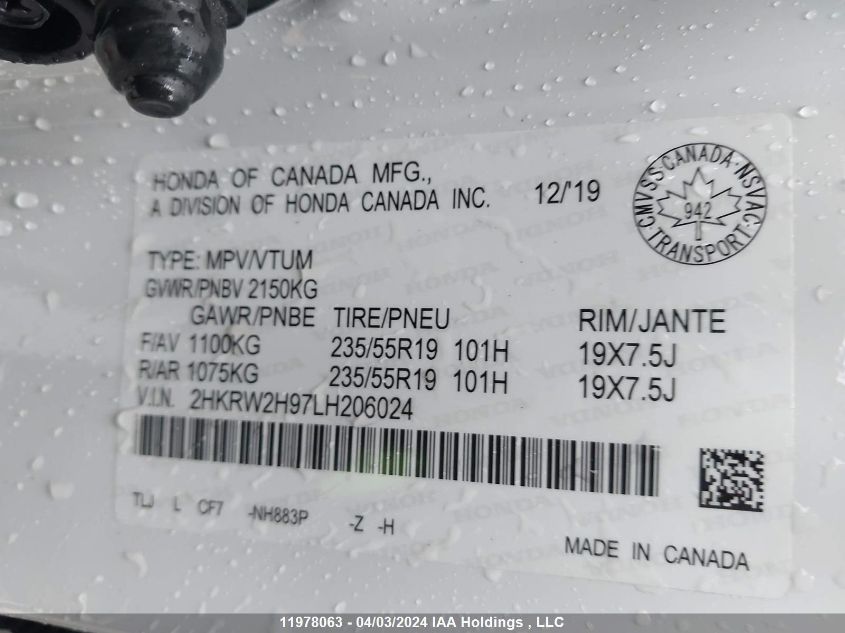 HONDA OF CANADA MFG.,
A DIVISION OF HONDA CANADA INC. 12/'19
CMVSS·CANADA·NSVAC
942
TRANSPORT
TYPE: MPV/VTUM
GVWR/PNBV 2150KG
GAWR/PNBE TIRE/PNEU RIM/JANTE
F/AV 1100KG 235/55R19 101H 19X7.5J
R/AR 1075KG 235/55R19 101H 19X7.5J
V.I.N. 2HKRW2H97LH206024
TLJ L CF7 -NH883P -Z -H
MADE IN CANADA
11978063 - 04/03/2024 IAA Holdings , LLC